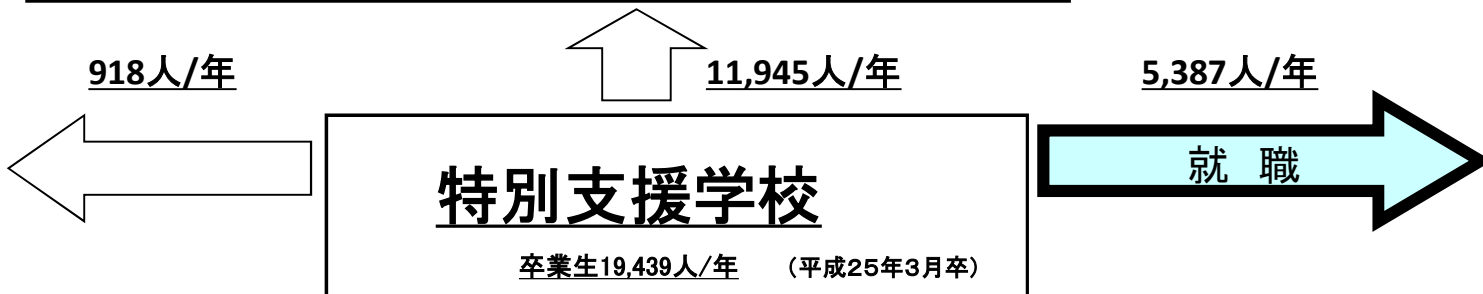 918人/年
11,945人/年
5,387人/年
就 職
特別支援学校
卒業生19,439人/年 （平成25年3月卒）